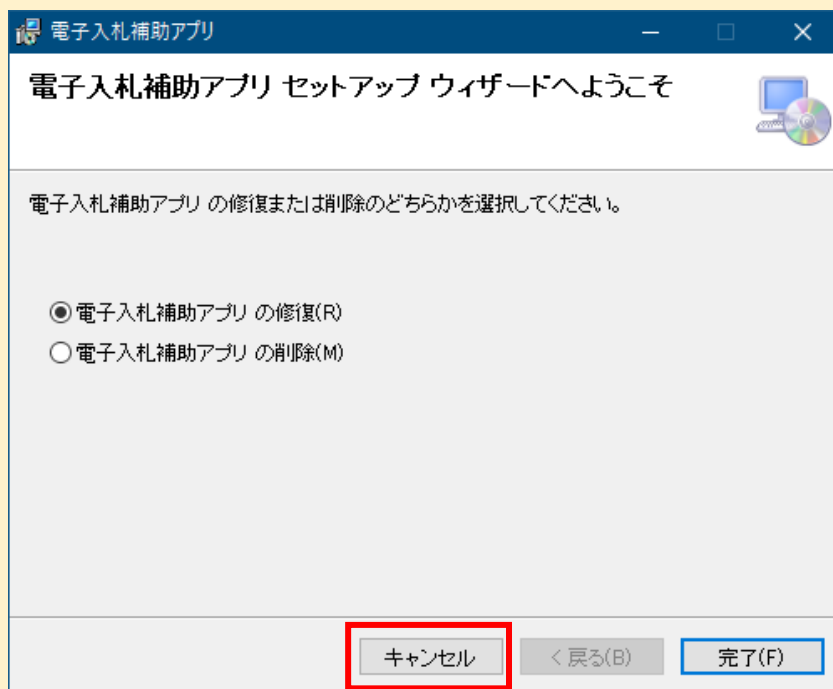 電子入札補助アプリ
電子入札補助アプリ セットアップ ウィザードへようこそ
電子入札補助アプリ の修復または削除のどちらかを選択してください。
電子入札補助アプリ の修復(R)
電子入札補助アプリ の削除(M)
キャンセル
< 戻る(B)
完了(F)